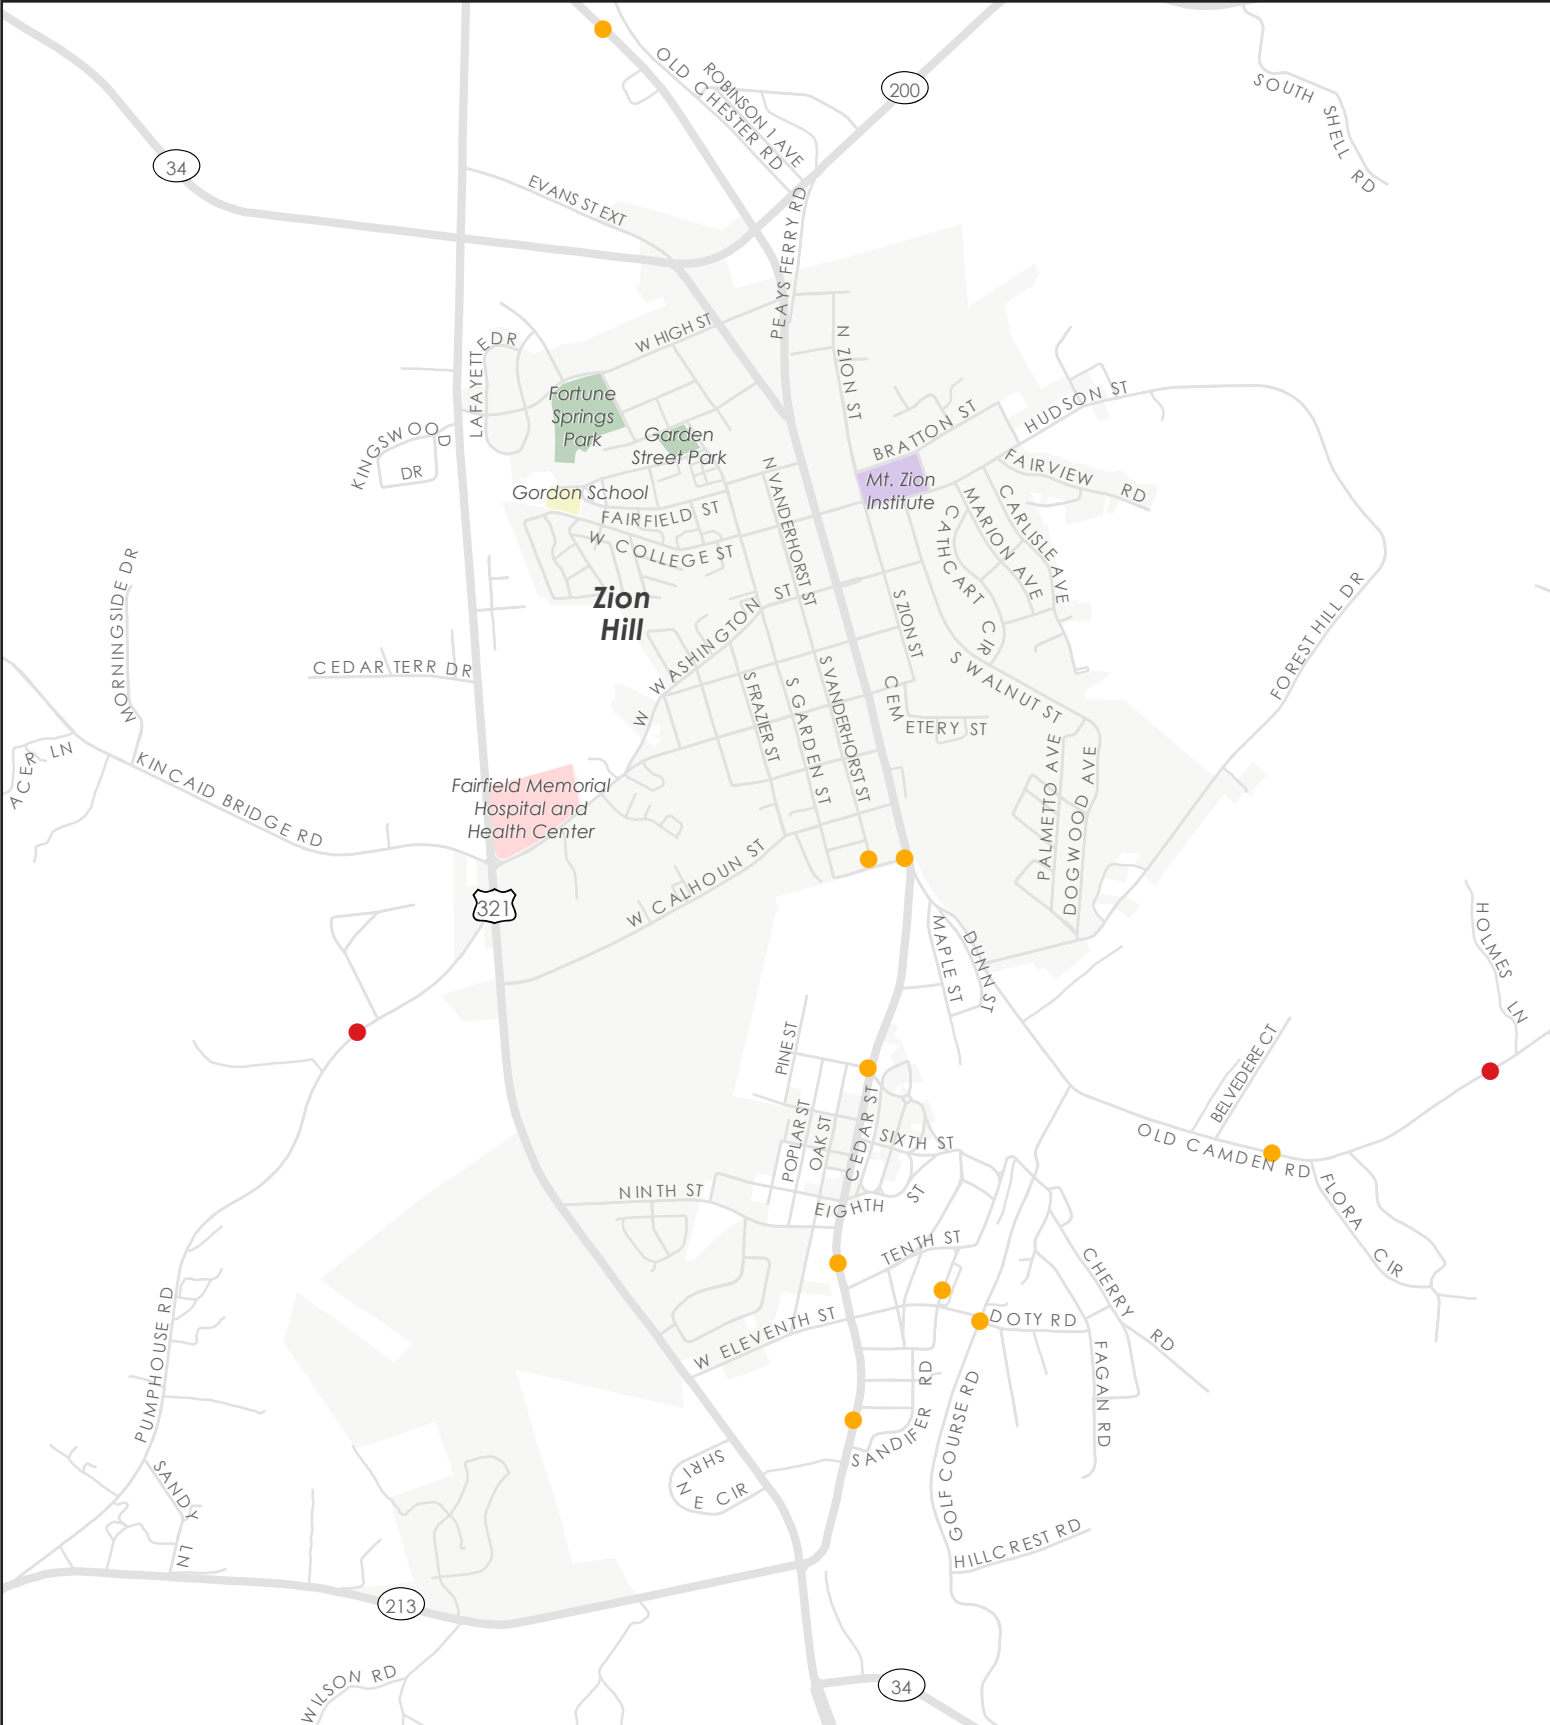 OLD CHESTER RD
ROBINSON 1 AVE
200
SOUTH SHELL RD
34
EVANS ST EXT
PEAYS FERRY RD
W HIGH ST
N ZION ST
LAFAYETTE DR
Fortune
Springs
Park
HUDSON ST
BRATTON ST
KINGSWOOD DR
Garden
Street Park
FAIRVIEW RD
Mt. Zion
Institute
Gordon School
FAIRFIELD ST
N VANDERHORST ST
CATHCART CIR
MARION AVE
CARLISLE AVE
W COLLEGE ST
Zion
Hill
MORNINGSIDE DR
W WASHINGTON ST
S ZION ST
FOREST HILL DR
CEDAR TERR DR
S WALNUT ST
S FRAZIER ST
S GARDEN ST
S VANDERHORST ST
CEMETERY ST
ACER LN
KINCAID BRIDGE RD
PALMETTO AVE
DOGWOOD AVE
Fairfield Memorial
Hospital and
Health Center
W CALHOUN ST
321
MAPLE ST
DUNN ST
HOLMES LN
PINE ST
BELVEDERE CT
POPLAR ST
OAK ST
CEDAR ST
SIXTH ST
OLD CAMDEN RD
NINTH ST
EIGHTH ST
FLORA CIR
TENTH ST
CHERRY RD
PUMPHOUSE RD
W ELEVENTH ST
DOTY RD
FAGAN RD
SANDIFER RD
GOLF COURSE RD
SHRINE CIR
SANDY LN
HILLCREST RD
213
WILSON RD
34